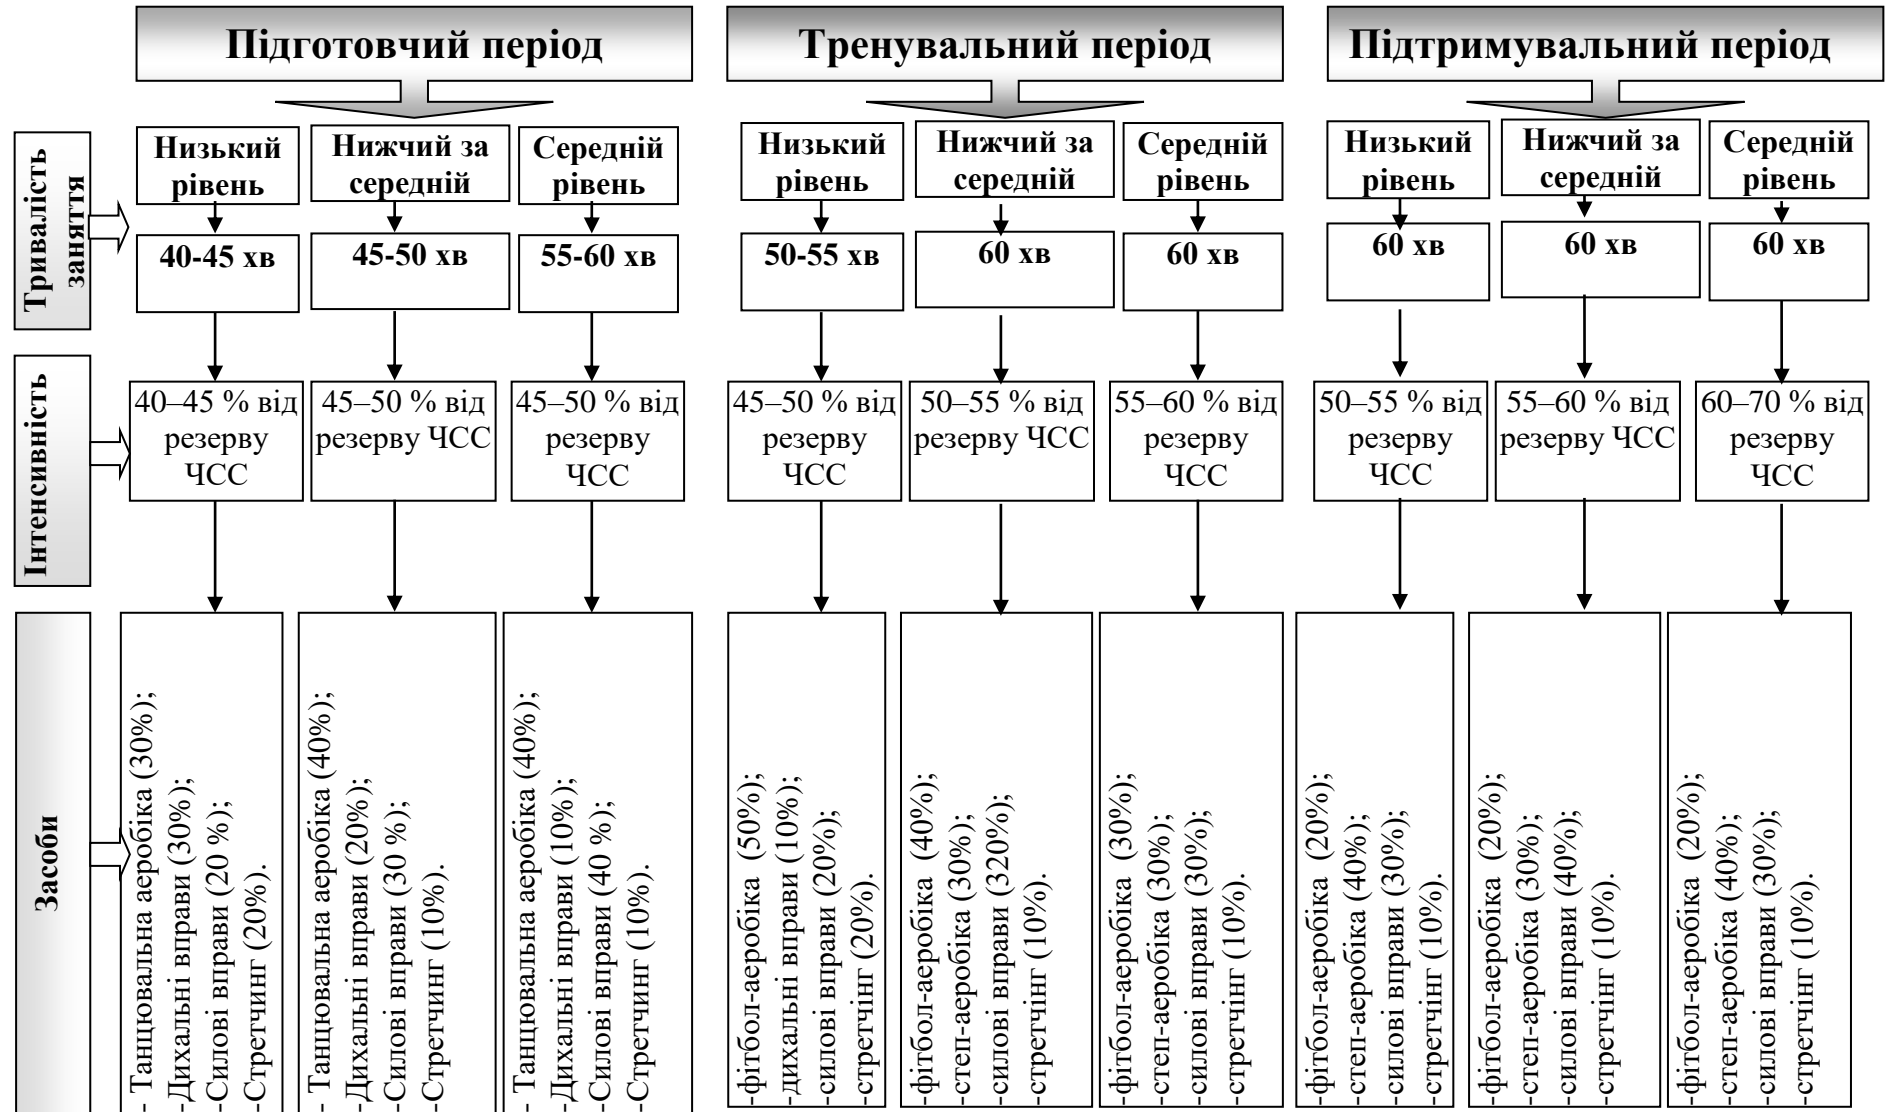 Підготовчий період
Тренувальний період
Підтримувальний період
Тривалість
заняття
Низький
рівень
Нижчий за
середній
Середній
рівень
Низький
рівень
Нижчий за
середній
Середній
рівень
Низький
рівень
Нижчий за
середній
Середній
рівень
40-45 хв
45-50 хв
55-60 хв
50-55 хв
60 хв
60 хв
60 хв
60 хв
60 хв
Інтенсивність
40–45 % від
резерву
ЧСС
45–50 % від
резерву ЧСС
45–50 % від
резерву
ЧСС
45–50 % від
резерву
ЧСС
50–55 % від
резерву ЧСС
55–60 % від
резерву
ЧСС
50–55 % від
резерву
ЧСС
55–60 % від
резерву ЧСС
60–70 % від
резерву
ЧСС
Засоби
- Танцювальна аеробіка (30%);
-Дихальні вправи (30%);
-Силові вправи (20 %);
-Стретчинг (20%).
- Танцювальна аеробіка (40%);
-Дихальні вправи (20%);
-Силові вправи (30 %);
-Стретчинг (10%).
- Танцювальна аеробіка (40%);
-Дихальні вправи (10%);
-Силові вправи (40 %);
-Стретчинг (10%).
-фітбол-аеробіка (50%);
-дихальні вправи (10%);
-силові вправи (20%);
-стретчінг (20%).
-фітбол-аеробіка (40%);
-степ-аеробіка (30%);
-силові вправи (320%);
-стретчінг (10%).
-фітбол-аеробіка (30%);
-степ-аеробіка (30%);
-силові вправи (30%);
-стретчінг (10%).
-фітбол-аеробіка (20%);
-степ-аеробіка (40%);
-силові вправи (30%);
-стретчінг (10%).
-фітбол-аеробіка (20%);
-степ-аеробіка (30%);
-силові вправи (40%);
-стретчінг (10%).
-фітбол-аеробіка (20%);
-степ-аеробіка (40%);
-силові вправи (30%);
-стретчінг (10%).